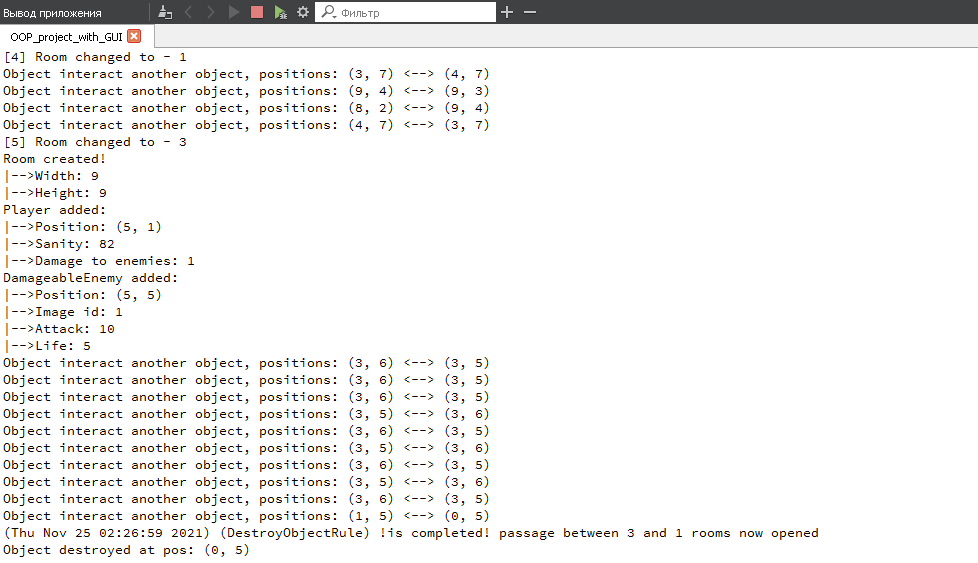 Вывод приложения
Фильтр
OOP_project_with_GUI
[4] Room changed to - 1
Object interact another object, positions: (3, 7) <--> (4, 7)
Object interact another object, positions: (9, 4) <--> (9, 3)
Object interact another object, positions: (8, 2) <--> (9, 4)
Object interact another object, positions: (4, 7) <--> (3, 7)
[5] Room changed to - 3
Room created!
|-->Width: 9
|-->Height: 9
Player added:
|-->Position: (5, 1)
|-->Sanity: 82
|-->Damage to enemies: 1
DamageableEnemy added:
|-->Position: (5, 5)
|-->Image id: 1
|-->Attack: 10
|-->Life: 5
Object interact another object, positions: (3, 6) <--> (3, 5)
Object interact another object, positions: (3, 6) <--> (3, 5)
Object interact another object, positions: (3, 6) <--> (3, 5)
Object interact another object, positions: (3, 5) <--> (3, 6)
Object interact another object, positions: (3, 6) <--> (3, 5)
Object interact another object, positions: (3, 5) <--> (3, 6)
Object interact another object, positions: (3, 6) <--> (3, 5)
Object interact another object, positions: (3, 5) <--> (3, 6)
Object interact another object, positions: (3, 6) <--> (3, 5)
Object interact another object, positions: (1, 5) <--> (0, 5)
(Thu Nov 25 02:26:59 2021) (DestroyObjectRule) !is completed! passage between 3 and 1 rooms now opened
Object destroyed at pos: (0, 5)